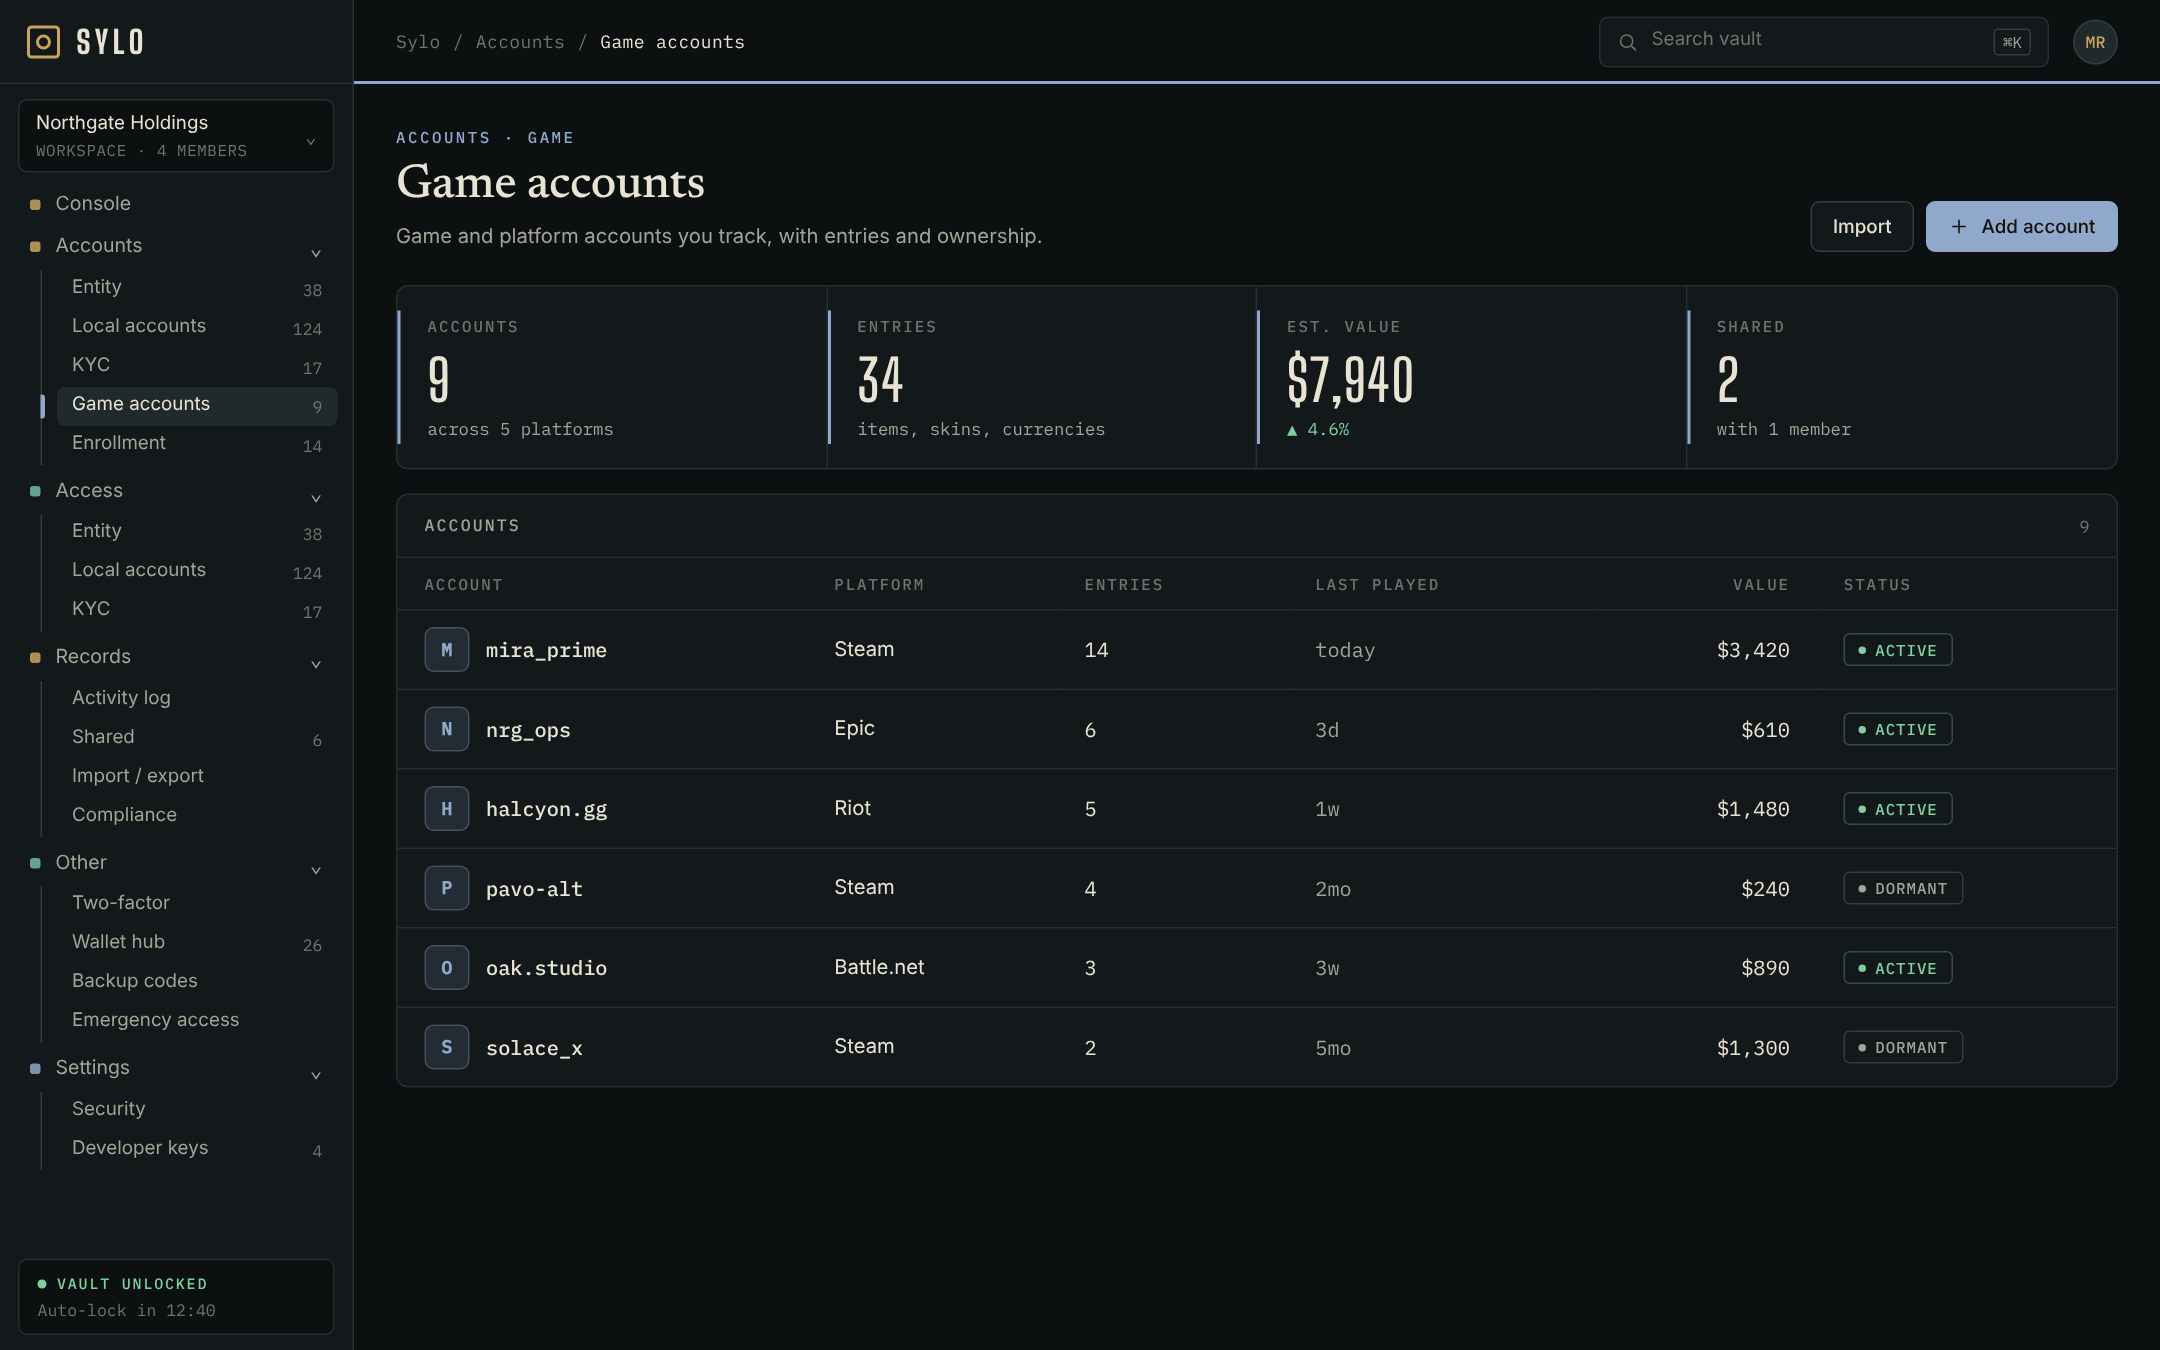 SYLO
Sylo / Accounts / Game accounts
Search vault
⌘K
MR
Northgate Holdings
WORKSPACE · 4 MEMBERS
Console
Accounts
Entity 38
Local accounts 124
KYC 17
Game accounts 9
Enrollment 14
Access
Entity 38
Local accounts 124
KYC 17
Records
Activity log
Shared 6
Import / export
Compliance
Other
Two-factor
Wallet hub 26
Backup codes
Emergency access
Settings
Security
Developer keys 4
VAULT UNLOCKED
Auto-lock in 12:40
ACCOUNTS · GAME
Game accounts
Game and platform accounts you track, with entries and ownership.
Import
+ Add account
ACCOUNTS
9
across 5 platforms
ENTRIES
34
items, skins, currencies
EST. VALUE
$7,940
▲ 4.6%
SHARED
2
with 1 member
ACCOUNTS 9
ACCOUNT PLATFORM ENTRIES LAST PLAYED VALUE STATUS
M mira_prime Steam 14 today $3,420 ACTIVE
N nrg_ops Epic 6 3d $610 ACTIVE
H halcyon.gg Riot 5 1w $1,480 ACTIVE
P pavo-alt Steam 4 2mo $240 DORMANT
O oak.studio Battle.net 3 3w $890 ACTIVE
S solace_x Steam 2 5mo $1,300 DORMANT